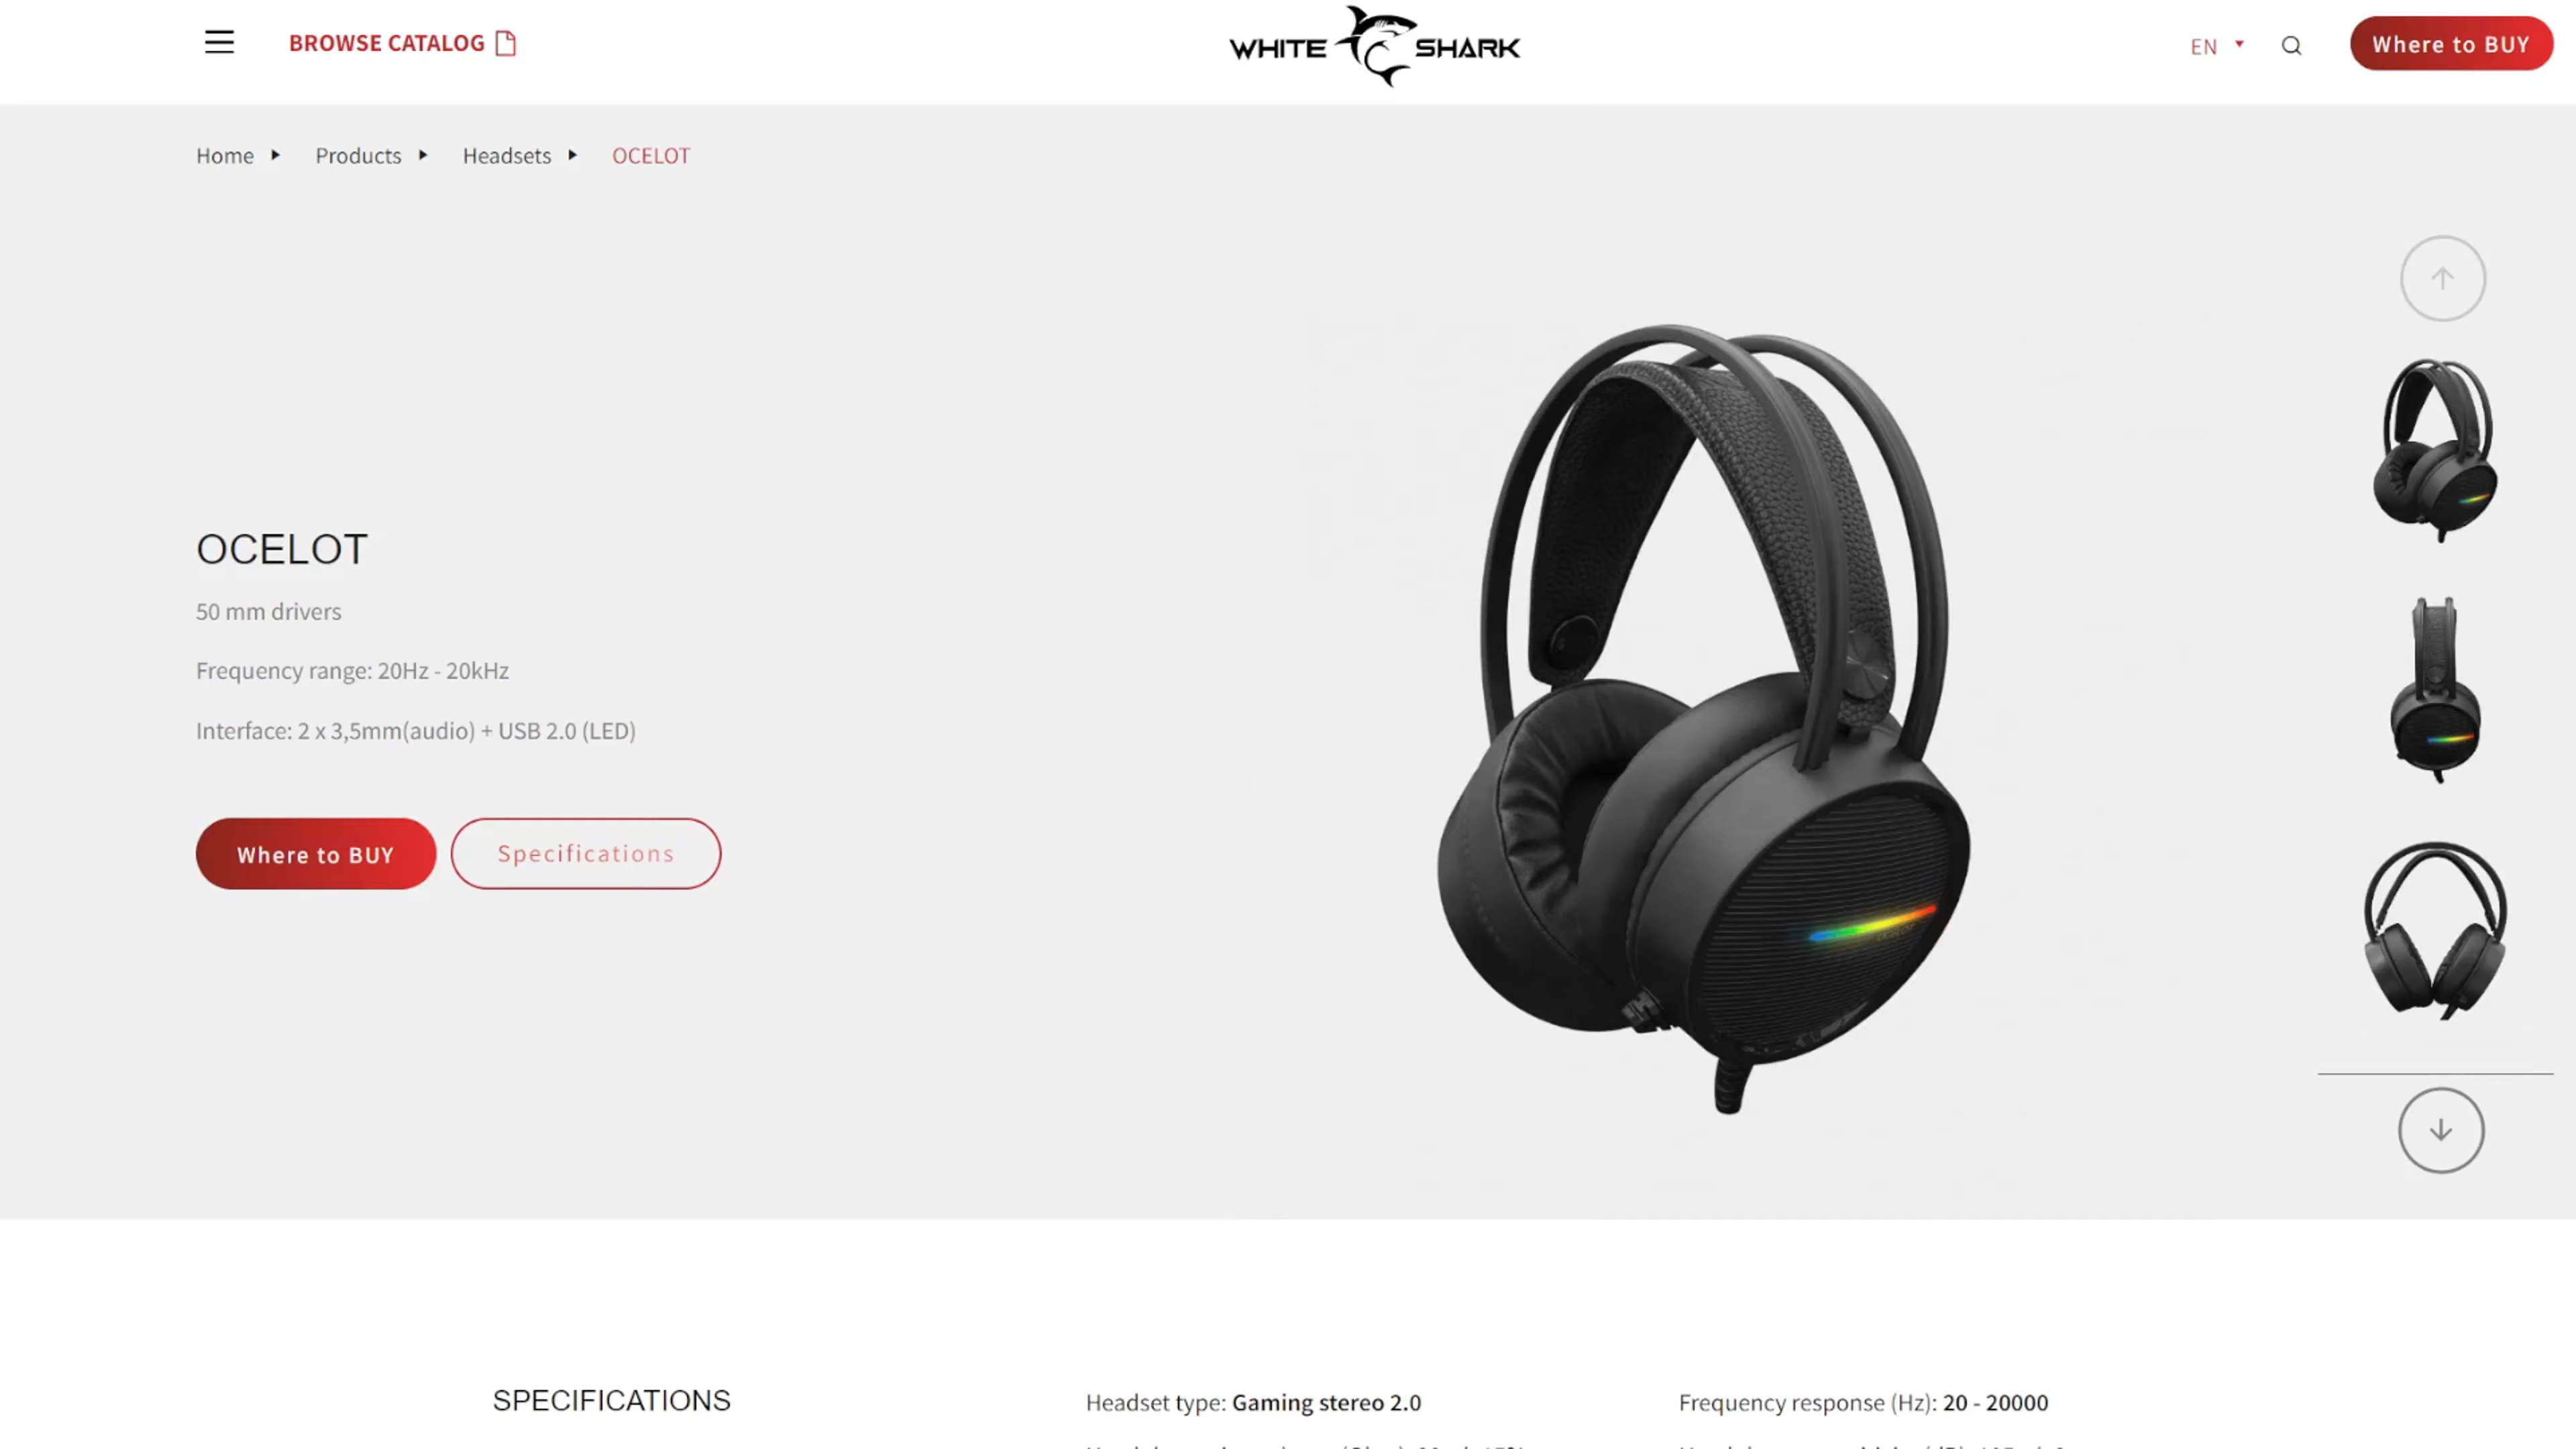 BROWSE CATALOG
WHITE SHARK
EN
Where to BUY
Home
Products
Headsets
OCELOT
OCELOT
50 mm drivers
Frequency range: 20Hz - 20kHz
Interface: 2 x 3,5mm(audio) + USB 2.0 (LED)
Where to BUY
Specifications
SPECIFICATIONS
Headset type: Gaming stereo 2.0
Frequency response (Hz): 20 - 20000